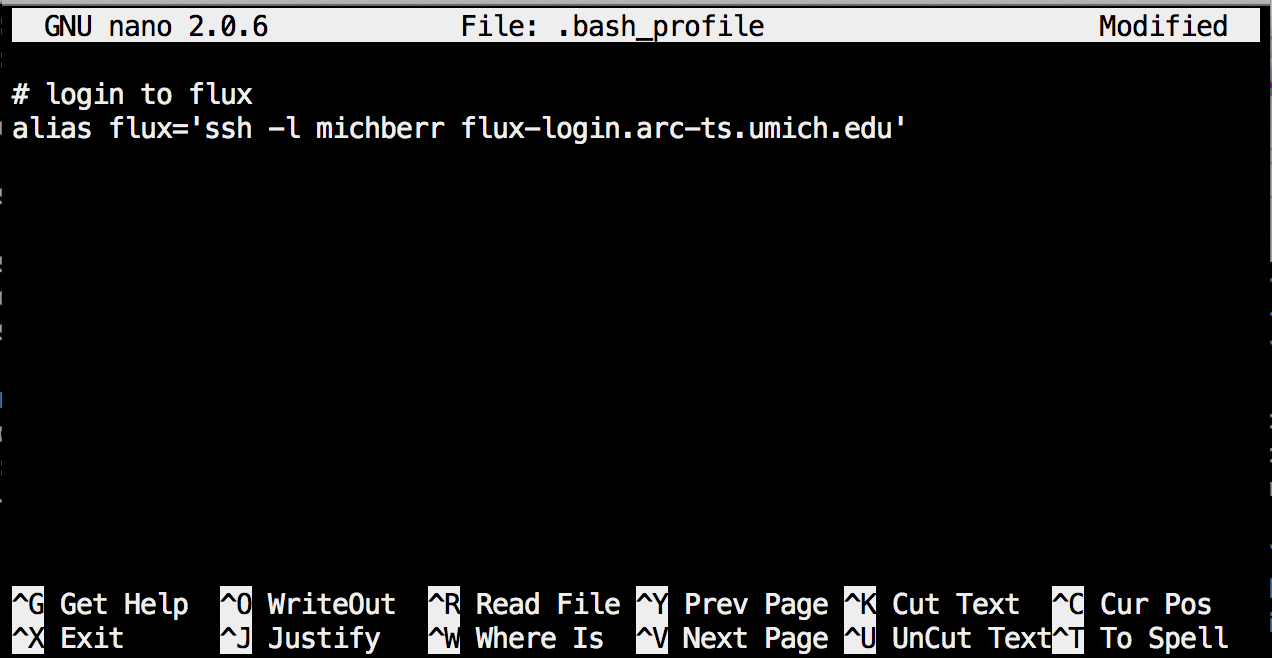 GNU nano 2.0.6 File: .bash_profile Modified
# login to flux
alias flux='ssh -l michberr flux-login.arc-ts.umich.edu'
^G Get Help ^O WriteOut ^R Read File ^Y Prev Page ^K Cut Text ^C Cur Pos
^X Exit ^J Justify ^W Where Is ^V Next Page ^U UnCut Text ^T To Spell